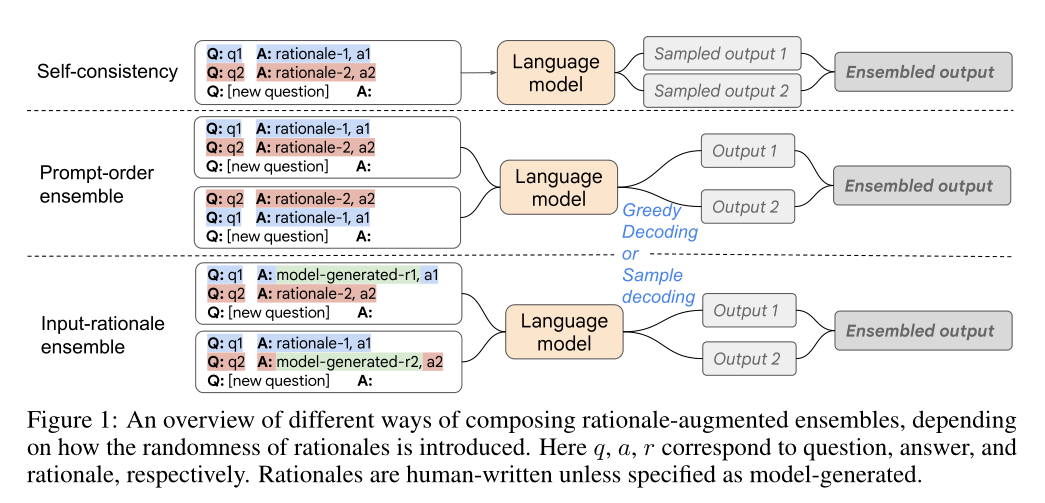 Self-consistency
Q: q1 A: rationale-1, a1
Q: q2 A: rationale-2, a2
Q: [new question] A:
Language
model
Sampled output 1
Sampled output 2
Ensembled output
Prompt-order
ensemble
Q: q1 A: rationale-1, a1
Q: q2 A: rationale-2, a2
Q: [new question] A:
Q: q2 A: rationale-2, a2
Q: q1 A: rationale-1, a1
Q: [new question] A:
Language
model
Output 1
Output 2
Ensembled output
Greedy
Decoding
or
Sample
decoding
Input-rationale
ensemble
Q: q1 A: model-generated-r1, a1
Q: q2 A: rationale-2, a2
Q: [new question] A:
Q: q1 A: rationale-1, a1
Q: q2 A: model-generated-r2, a2
Q: [new question] A:
Language
model
Output 1
Output 2
Ensembled output
Figure 1: An overview of different ways of composing rationale-augmented ensembles, depending
on how the randomness of rationales is introduced. Here q, a, r correspond to question, answer, and
rationale, respectively. Rationales are human-written unless specified as model-generated.